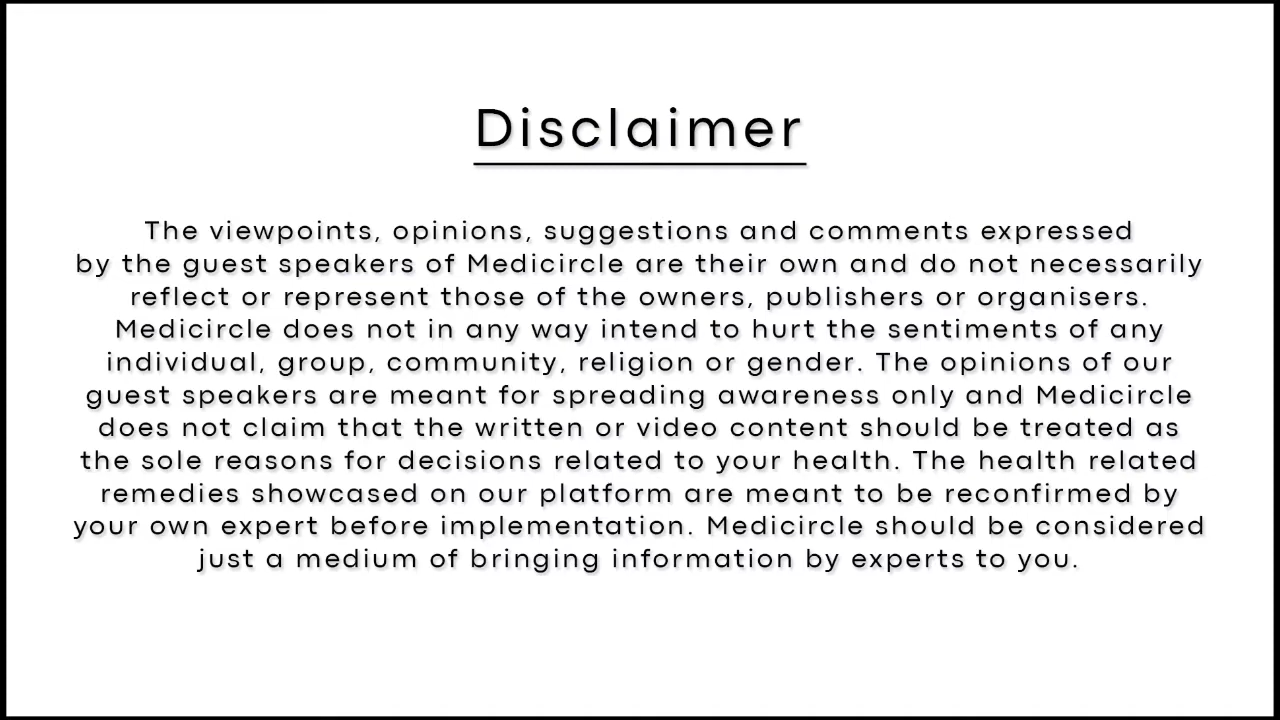 Disclaimer
The viewpoints, opinions, suggestions and comments expressed
by the guest speakers of Medicircle are their own and do not necessarily
reflect or represent those of the owners, publishers or organisers.
Medicircle does not in any way intend to hurt the sentiments of any
individual, group, community, religion or gender. The opinions of our
guest speakers are meant for spreading awareness only and Medicircle
does not claim that the written or video content should be treated as
the sole reasons for decisions related to your health. The health related
remedies showcased on our platform are meant to be reconfirmed by
your own expert before implementation. Medicircle should be considered
just a medium of bringing information by experts to you.